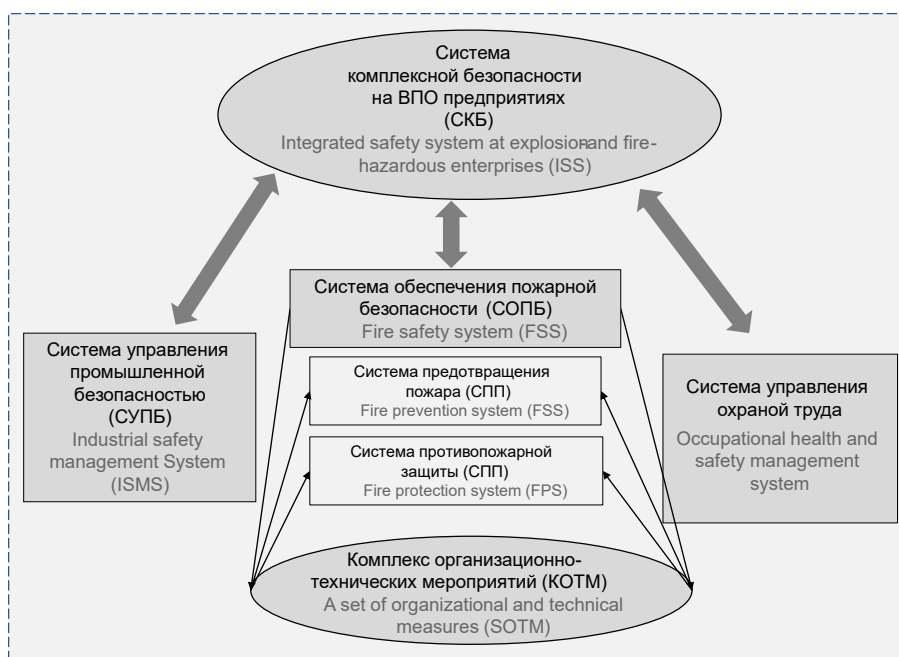 Система
комплексной безопасности
на ВПО предприятиях
(СКБ)
Integrated safety system at explosion-and fire-
hazardous enterprises (ISS)
Система обеспечения пожарной
безопасности (СОПБ)
Fire safety system (FSS)
Система управления
промышленной
безопасностью
(СУПБ)
Industrial safety
management System
(ISMS)
Система предотвращения
пожара (СПП)
Fire prevention system (FSS)
Система противопожарной
защиты (СПП)
Fire protection system (FPS)
Система управления
охраной труда
Occupational health and
safety management
system
Комплекс организационно-
технических мероприятий (КОТМ)
A set of organizational and technical
measures (SOTM)